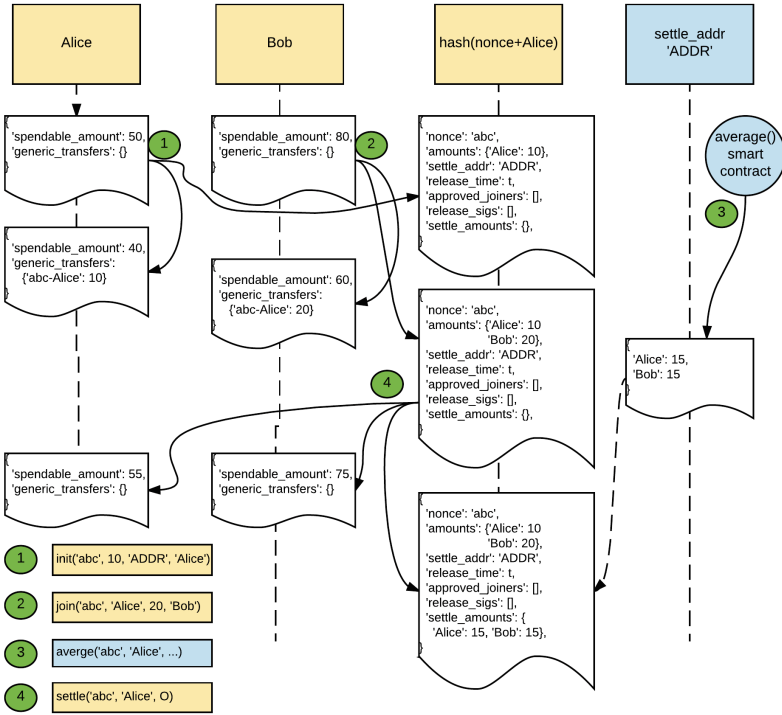 Alice
Bob
hash(nonce+Alice)
settle_addr
'ADDR'
{
'spendable_amount': 50,
'generic_transfers': {}
}
1
{
'spendable_amount': 80,
'generic_transfers': {}
}
2
{
'nonce': 'abc',
'amounts': {'Alice': 10},
'settle_addr': 'ADDR',
'release_time': t,
'approved_joiners': [],
'release_sigs': [],
'settle_amounts': {},
}
average()
smart
contract
3
{
'spendable_amount': 40,
'generic_transfers':
{'abc-Alice': 10}
}
{
'spendable_amount': 60,
'generic_transfers':
{'abc-Alice': 20}
}
{
'nonce': 'abc',
'amounts': {'Alice': 10
'Bob': 20},
'settle_addr': 'ADDR',
'release_time': t,
'approved_joiners': [],
'release_sigs': [],
'settle_amounts': {},
}
{
'Alice': 15,
'Bob': 15
}
4
{
'spendable_amount': 55,
'generic_transfers': {}
}
{
'spendable_amount': 75,
'generic_transfers': {}
}
{
'nonce': 'abc',
'amounts': {'Alice': 10
'Bob': 20},
'settle_addr': 'ADDR',
'release_time': t,
'approved_joiners': [],
'release_sigs': [],
'settle_amounts': {
'Alice': 15, 'Bob': 15},
}
1
init('abc', 10, 'ADDR', 'Alice')
2
join('abc', 'Alice', 20, 'Bob')
3
averge('abc', 'Alice', ...)
4
settle('abc', 'Alice', O)